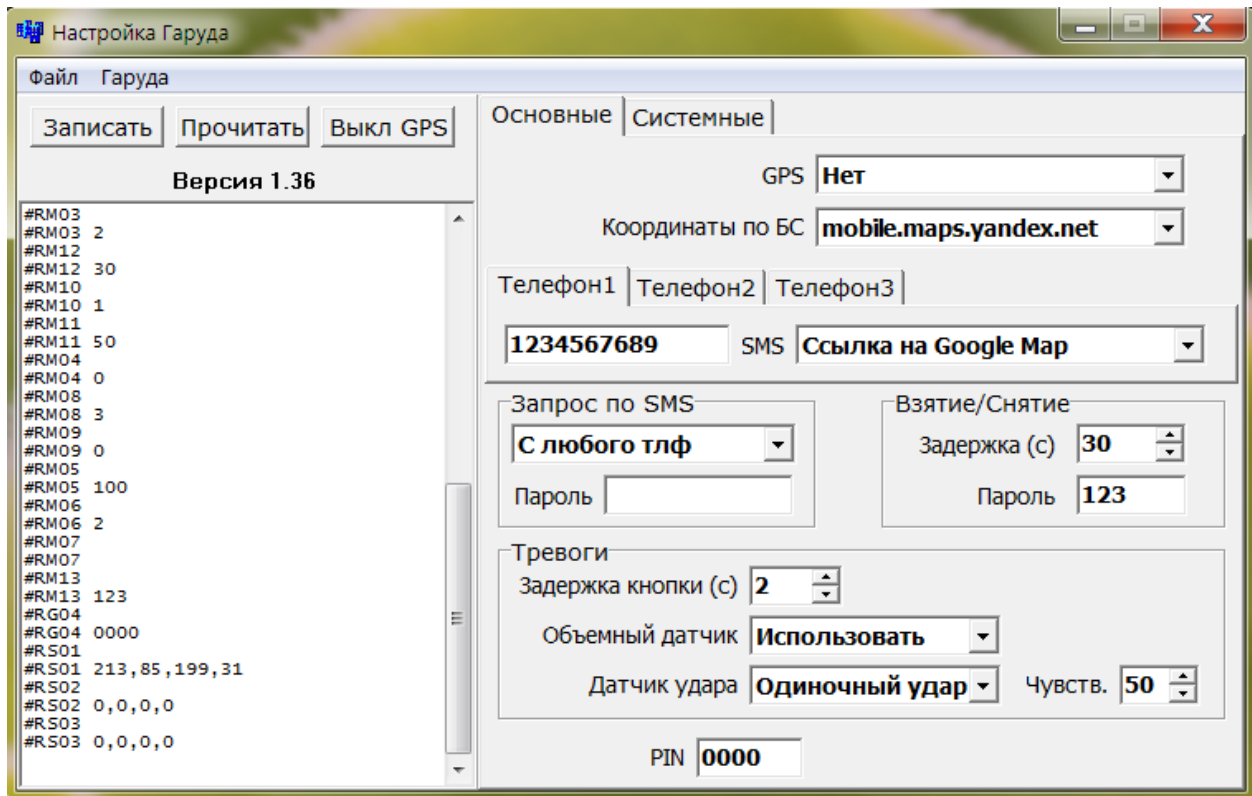 Настройка Гаруда
Файл Гаруда
Записать Прочитать Выкл GPS
Версия 1.36
#RM03
#RM03 2
#RM12
#RM12 30
#RM10
#RM10 1
#RM11
#RM11 50
#RM04
#RM04 0
#RM08
#RM08 3
#RM09
#RM09 0
#RM05
#RM05 100
#RM06
#RM06 2
#RM07
#RM07
#RM13
#RM13 123
#RG04
#RG04 0000
#RS01
#RS01 213,85,199,31
#RS02
#RS02 0,0,0,0
#RS03
#RS03 0,0,0,0
Основные Системные
GPS Нет
Координаты по БС mobile.maps.yandex.net
Телефон1 Телефон2 Телефон3
1234567689 SMS Ссылка на Google Map
Запрос по SMS
С любого тлф
Пароль
Взятие/Снятие
Задержка (с) 30
Пароль 123
Тревоги
Задержка кнопки (с) 2
Объемный датчик Использовать
Датчик удара Одиночный удар Чувств. 50
PIN 0000